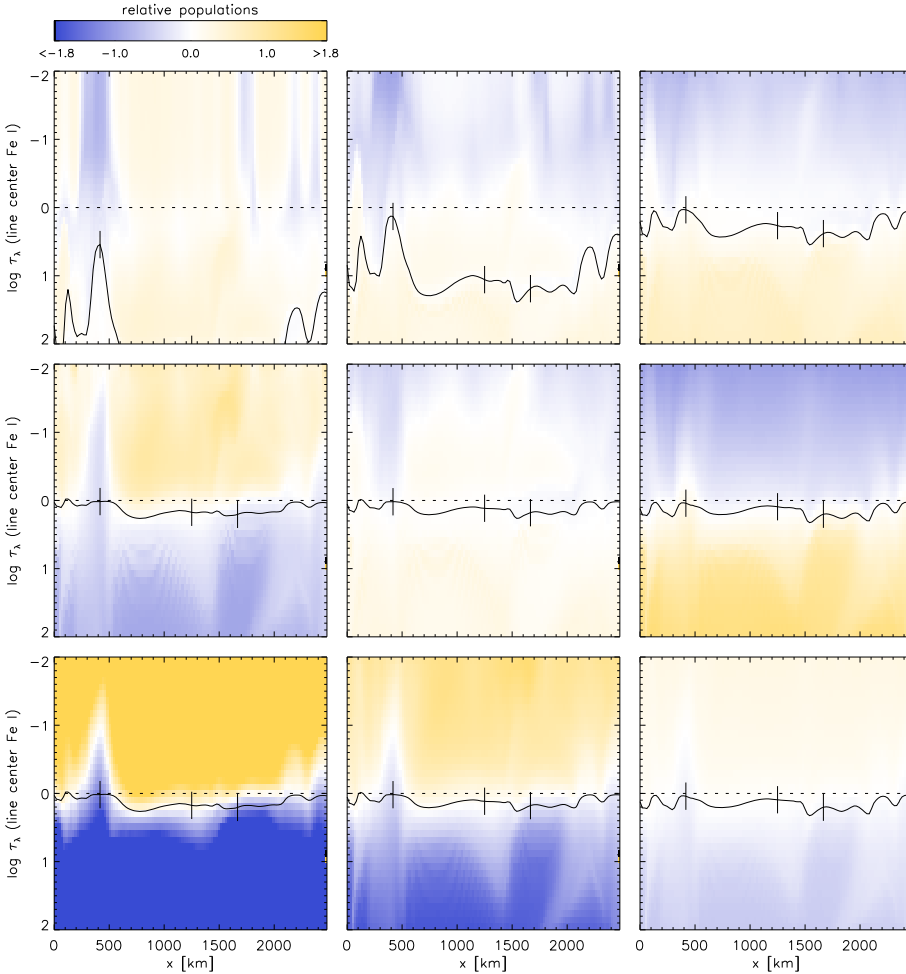 relative populations
<-1.8 -1.0 0.0 1.0 >1.8
log τλ (line center Fe I)
-2
-1
0
1
2
log τλ (line center Fe I)
-2
-1
0
1
2
log τλ (line center Fe I)
-2
-1
0
1
2
0 500 1000 1500 2000 0 500 1000 1500 2000 0 500 1000 1500 2000
x [km] x [km] x [km]